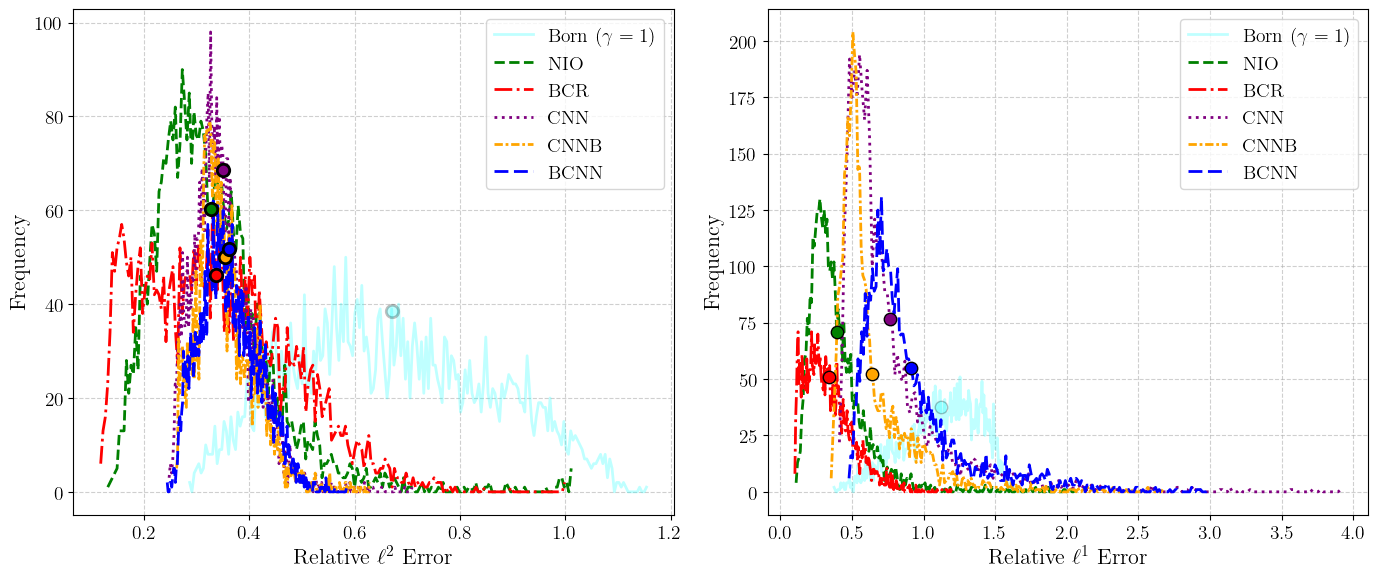 100
80
60
40
20
0
Frequency
0.2 0.4 0.6 0.8 1.0 1.2
Relative ℓ² Error
Born (γ = 1)
NIO
BCR
CNN
CNNB
BCNN
200
175
150
125
100
75
50
25
0
Frequency
0.0 0.5 1.0 1.5 2.0 2.5 3.0 3.5 4.0
Relative ℓ¹ Error
Born (γ = 1)
NIO
BCR
CNN
CNNB
BCNN